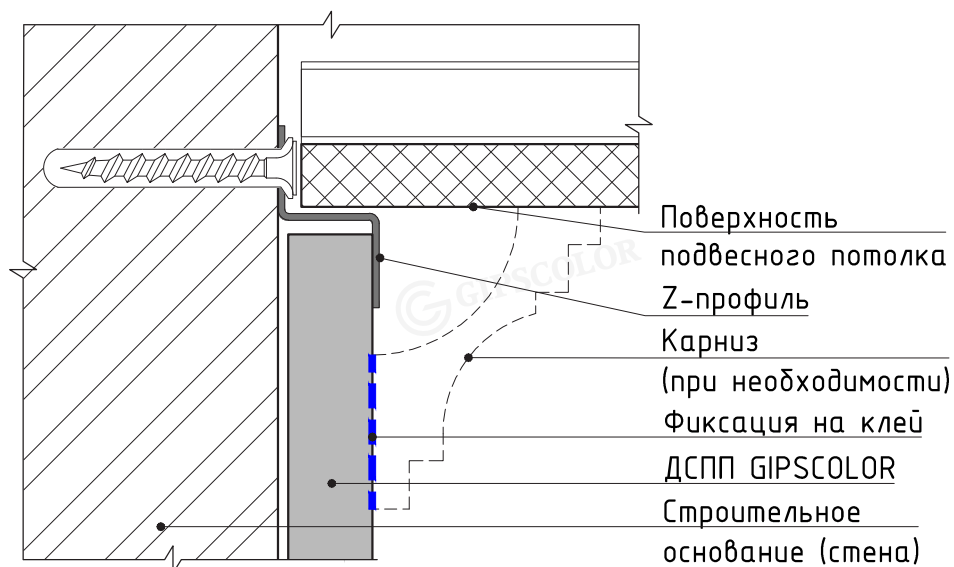 GIPSCOLOR
Поверхность
подвесного потолка
Z-профиль
Карниз
(при необходимости)
Фиксация на клей
ДСПП GIPSCOLOR
Строительное
основание (стена)